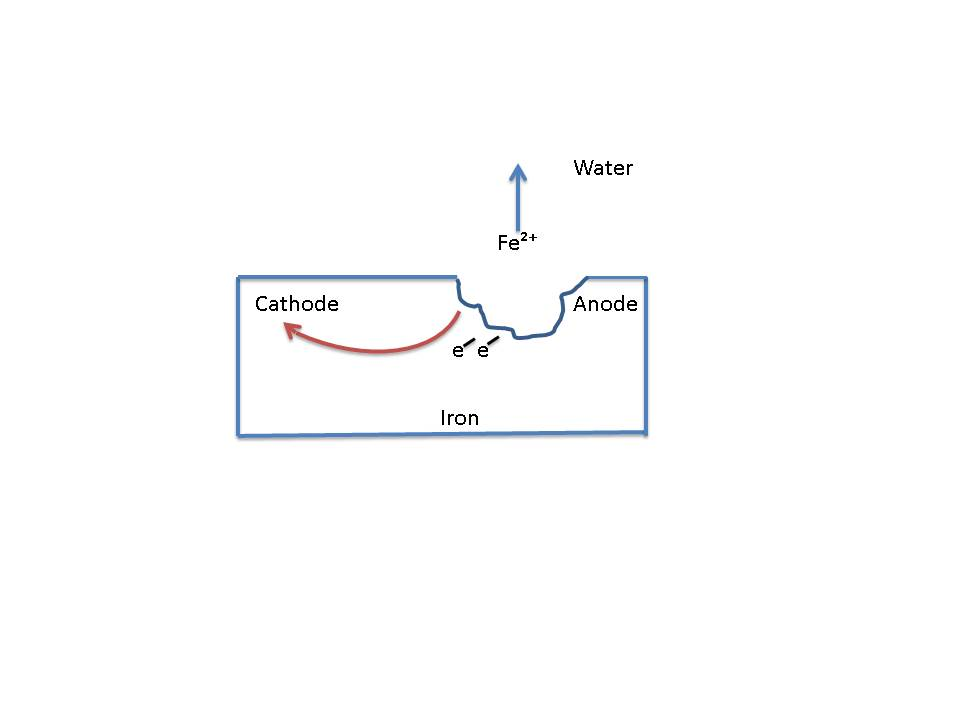 Water
Fe²⁺
Cathode
Anode
e⁻ e⁻
Iron